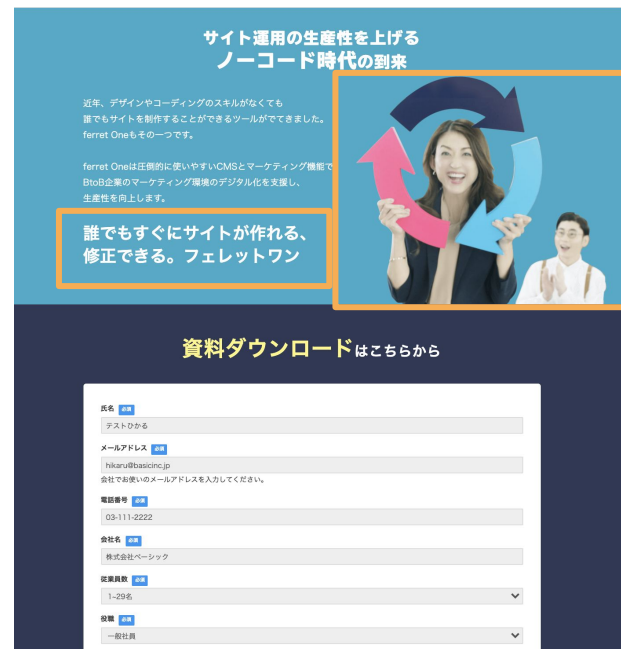 サイト運用の生産性を上げる
ノーコード時代の到来
近年、デザインやコーディングのスキルがなくても
誰でもサイトを制作することができるツールがでてきました。
ferret Oneもその一つです。
ferret Oneは圧倒的に使いやすいCMSとマーケティング機能で
BtoB企業のマーケティング環境のデジタル化を支援し、
生産性を向上します。
誰でもすぐにサイトが作れる、
修正できる。フェレットワン
資料ダウンロードはこちらから
氏名 必須
テストひかる
メールアドレス 必須
hikaru@basicinc.jp
会社でお使いのメールアドレスを入力してください。
電話番号 必須
03-111-2222
会社名 必須
株式会社ベーシック
従業員数 必須
1~29名
役職 必須
一般社員